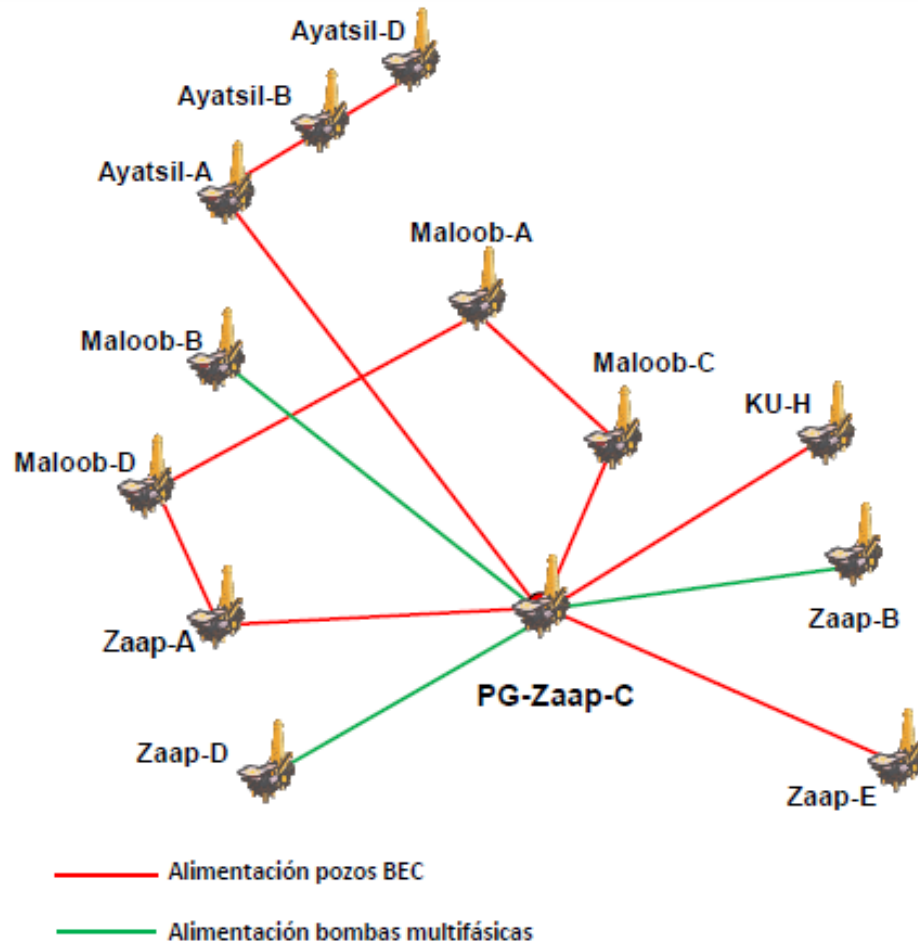 Ayatsil-D
Ayatsil-B
Ayatsil-A
Maloob-A
Maloob-B
Maloob-C
KU-H
Maloob-D
Zaap-B
Zaap-A
PG-Zaap-C
Zaap-D
Zaap-E
Alimentación pozos BEC
Alimentación bombas multifásicas